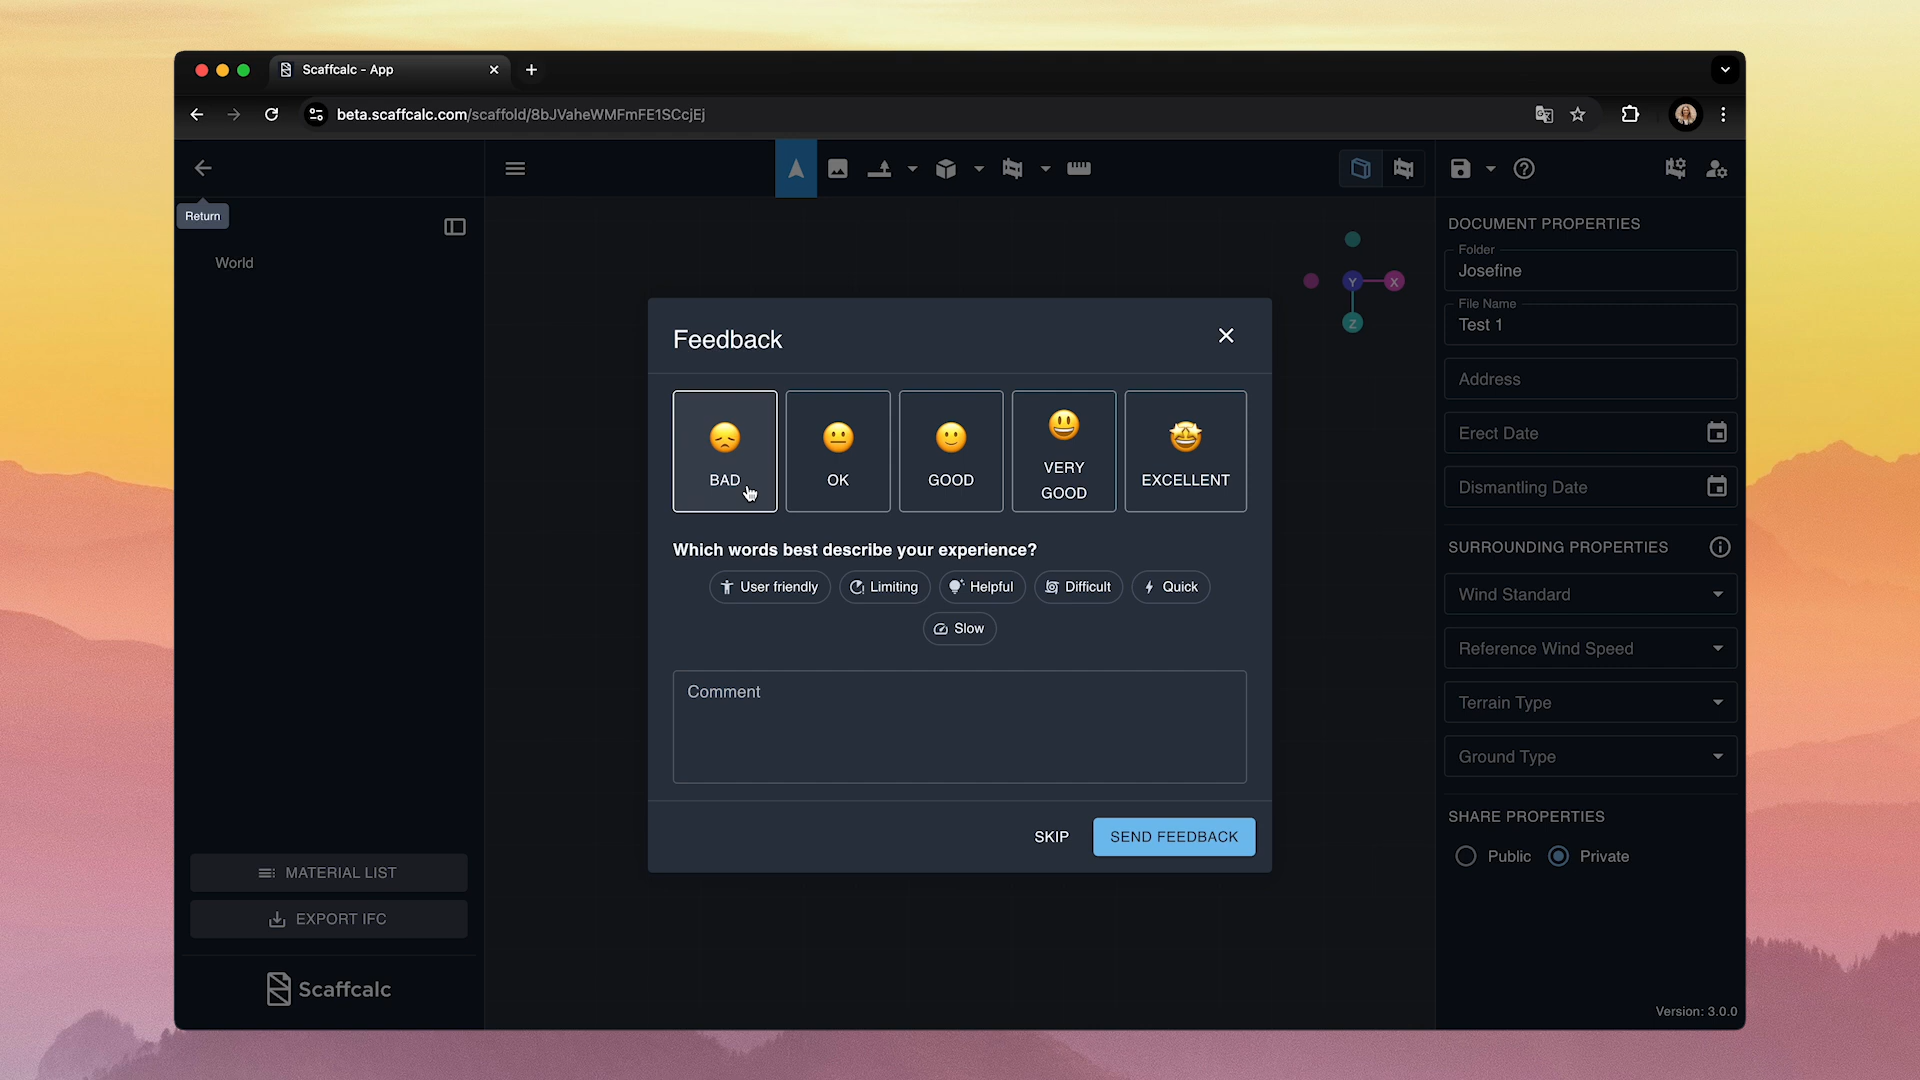 Scaffcalc - App
beta.scaffcalc.com/scaffold/8bJVaheWMFmFE1SCcjEj
Return
World
MATERIAL LIST
EXPORT IFC
Scaffcalc
Y
X
Z
Feedback
BAD
OK
GOOD
VERY
GOOD
EXCELLENT
Which words best describe your experience?
User friendly
Limiting
Helpful
Difficult
Quick
Slow
Comment
SKIP
SEND FEEDBACK
DOCUMENT PROPERTIES
Folder
Josefine
File Name
Test 1
Address
Erect Date
Dismantling Date
SURROUNDING PROPERTIES
Wind Standard
Reference Wind Speed
Terrain Type
Ground Type
SHARE PROPERTIES
Public
Private
Version: 3.0.0